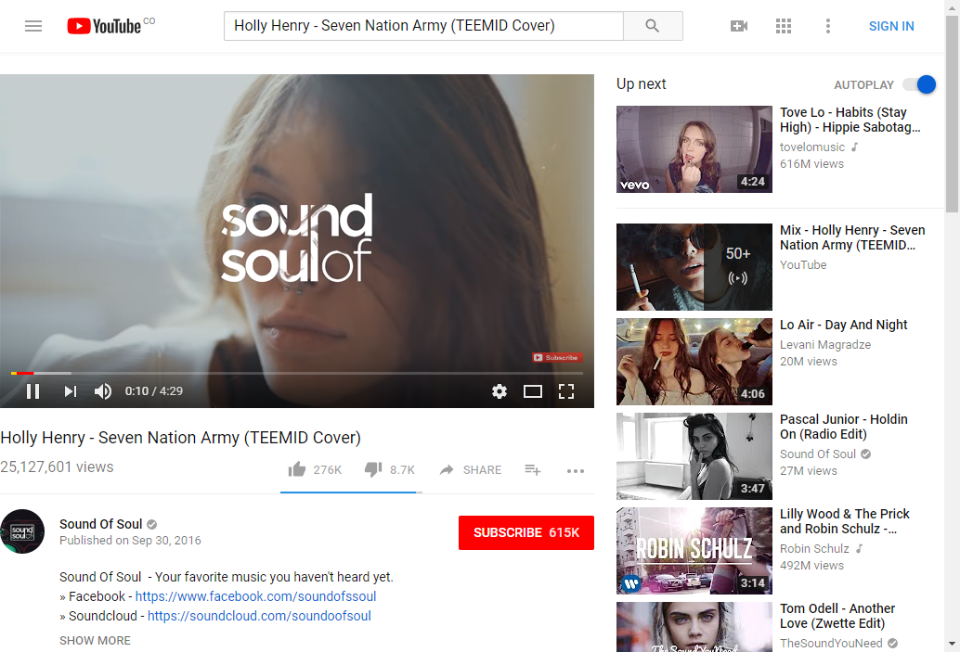 YouTube CO
Holly Henry - Seven Nation Army (TEEMID Cover)
SIGN IN
sound
soulof
Subscribe
0:10 / 4:29
Holly Henry - Seven Nation Army (TEEMID Cover)
25,127,601 views
276K
8.7K
SHARE
sound
soulof
Sound Of Soul
Published on Sep 30, 2016
SUBSCRIBE 615K
Sound Of Soul - Your favorite music you haven't heard yet.
» Facebook - https://www.facebook.com/soundofssoul
» Soundcloud - https://soundcloud.com/soundoofsoul
SHOW MORE
Up next
AUTOPLAY
vevo
4:24
Tove Lo - Habits (Stay
High) - Hippie Sabotag...
tovelomusic
616M views
50+
Mix - Holly Henry - Seven
Nation Army (TEEMID...
YouTube
4:06
Lo Air - Day And Night
Levani Magradze
20M views
3:47
Pascal Junior - Holdin
On (Radio Edit)
Sound Of Soul
27M views
ROBIN SCHULZ
W
3:14
Lilly Wood & The Prick
and Robin Schulz -...
Robin Schulz
492M views
TheSoundYouNeed
Tom Odell - Another
Love (Zwette Edit)
TheSoundYouNeed